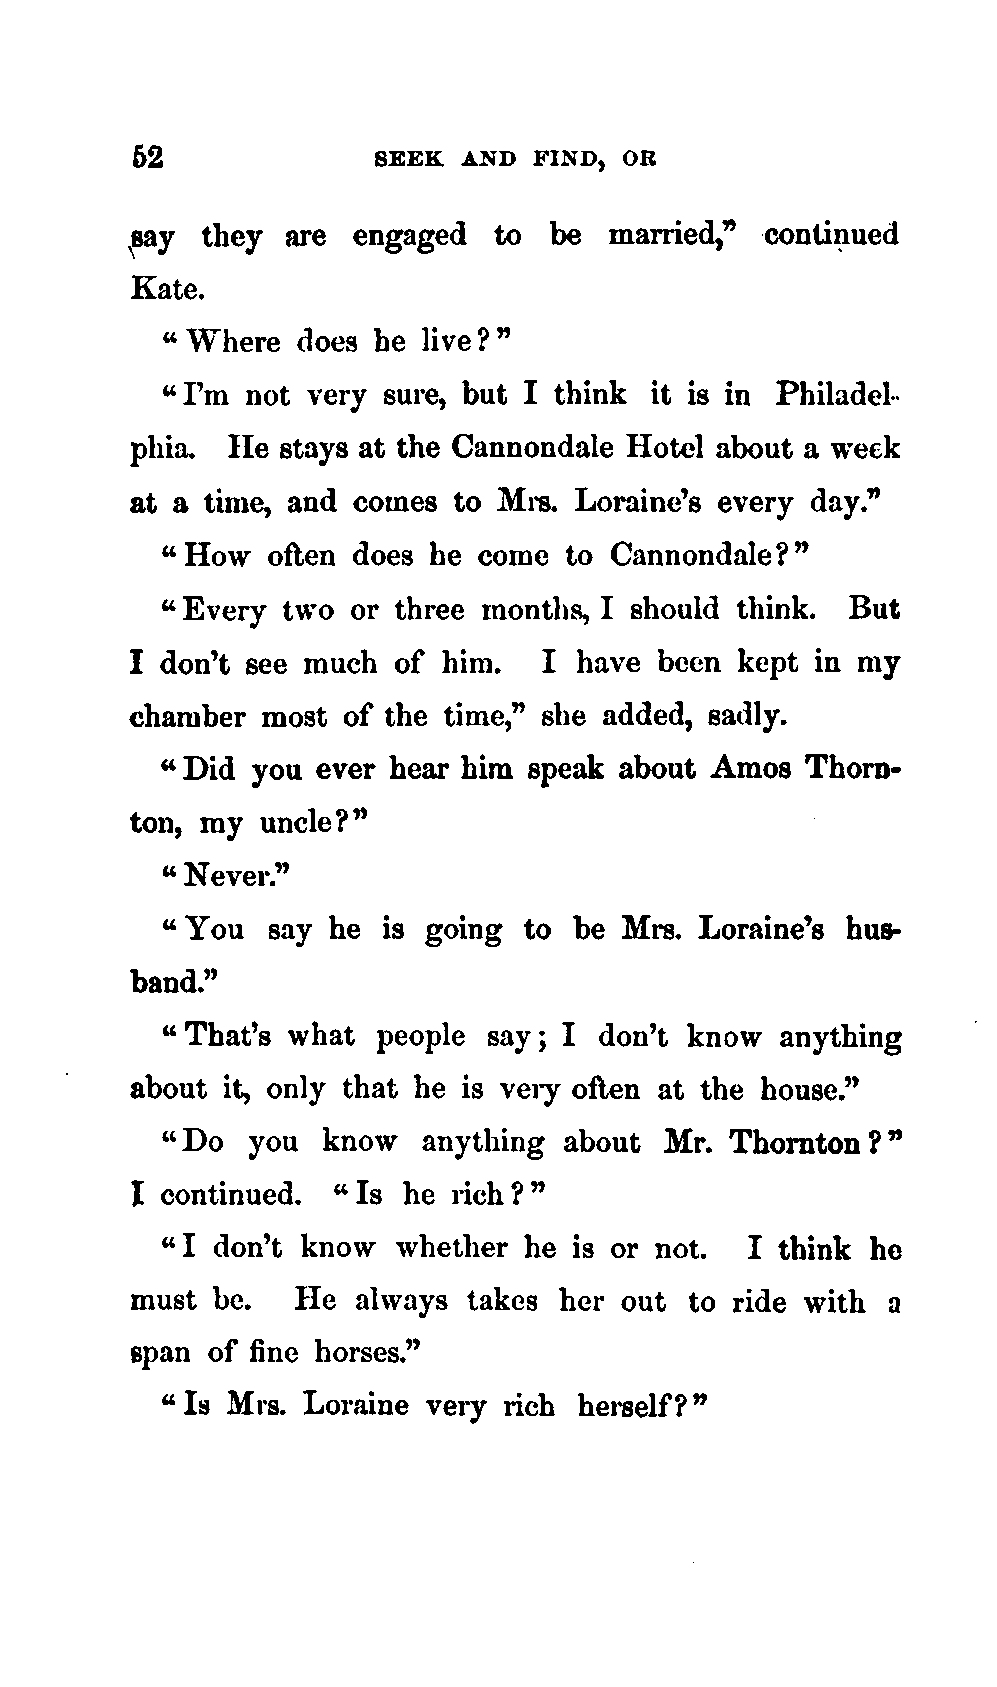 52 SEEK AND FIND, OR
say they are engaged to be married," continued
Kate.
"Where does he live?"
"I'm not very sure, but I think it is in Philadel-
phia. He stays at the Cannondale Hotel about a week
at a time, and comes to Mrs. Loraine's every day."
"How often does he come to Cannondale?"
"Every two or three months, I should think. But
I don't see much of him. I have been kept in my
chamber most of the time," she added, sadly.
"Did you ever hear him speak about Amos Thorn-
ton, my uncle?"
"Never."
"You say he is going to be Mrs. Loraine's hus-
band."
"That's what people say; I don't know anything
about it, only that he is very often at the house."
"Do you know anything about Mr. Thornton?"
I continued. "Is he rich?"
"I don't know whether he is or not. I think he
must be. He always takes her out to ride with a
span of fine horses."
"Is Mrs. Loraine very rich herself?"